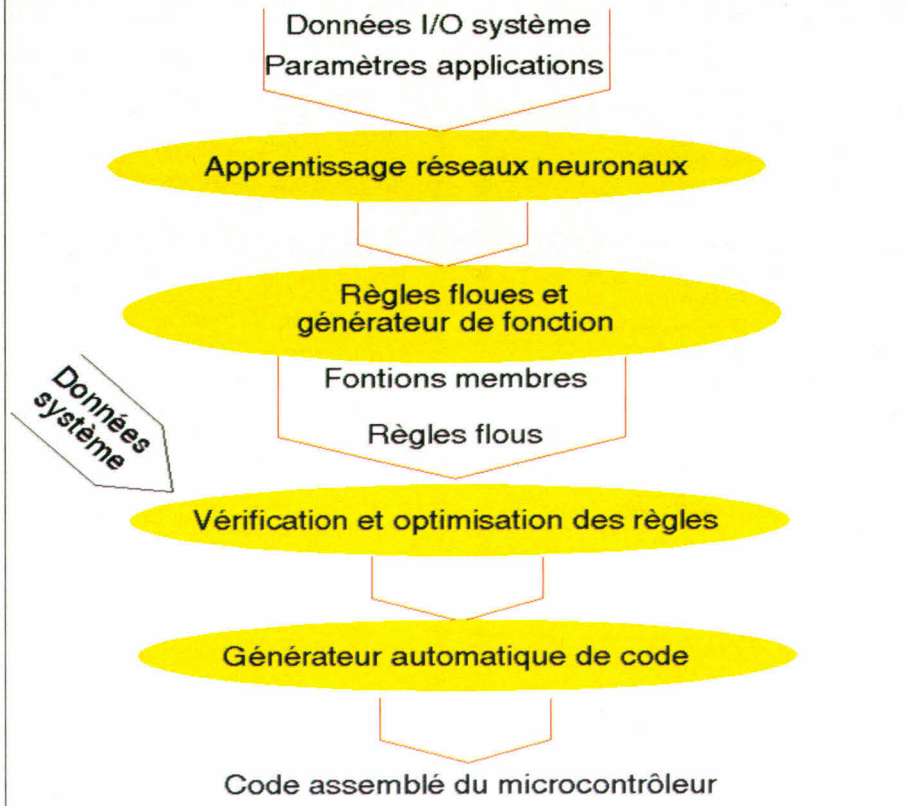 Données I/O système
Paramètres applications
Apprentissage réseaux neuronaux
Règles floues et
générateur de fonction
Fontions membres
Règles flous
Données
système
Vérification et optimisation des règles
Générateur automatique de code
Code assemblé du microcontrôleur